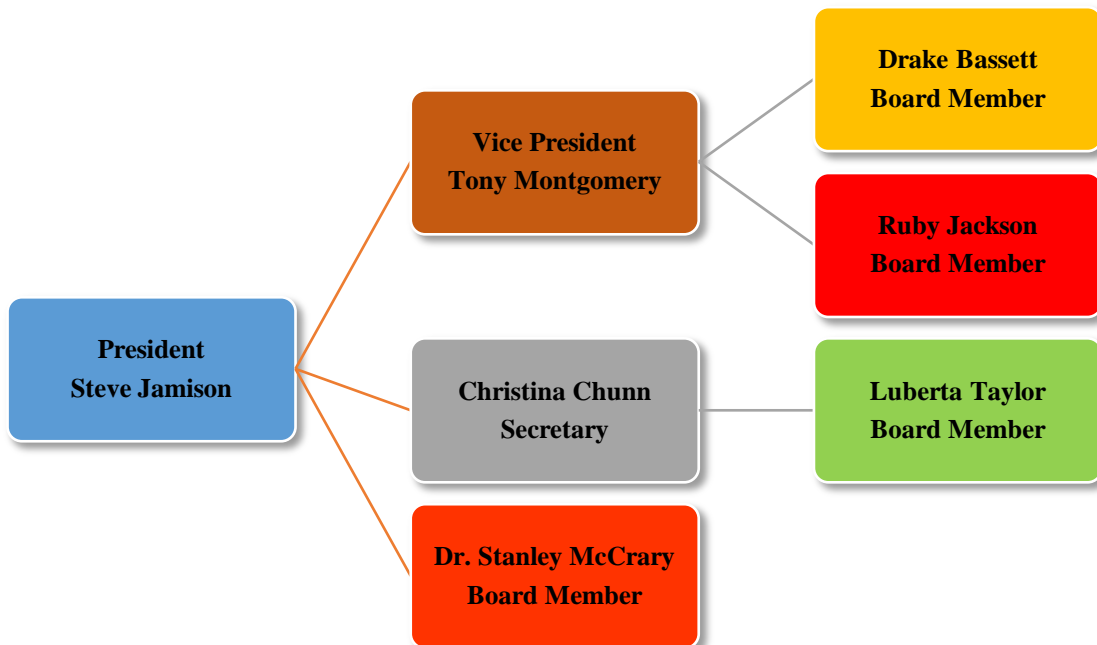 President
Steve Jamison
Vice President
Tony Montgomery
Drake Bassett
Board Member
Ruby Jackson
Board Member
Christina Chunn
Secretary
Luberta Taylor
Board Member
Dr. Stanley McCrary
Board Member